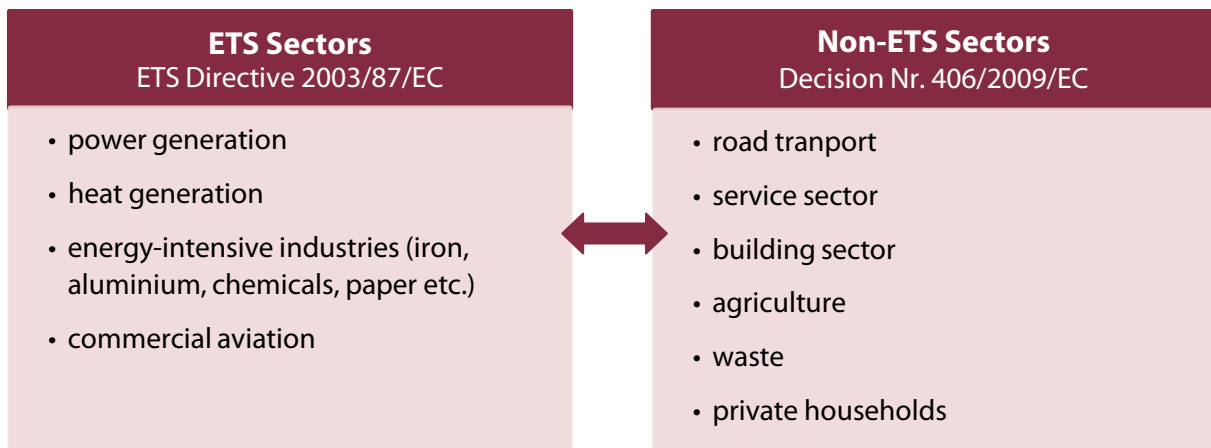 ETS Sectors
ETS Directive 2003/87/EC
• power generation
• heat generation
• energy-intensive industries (iron,
aluminium, chemicals, paper etc.)
• commercial aviation
Non-ETS Sectors
Decision Nr. 406/2009/EC
• road tranport
• service sector
• building sector
• agriculture
• waste
• private households